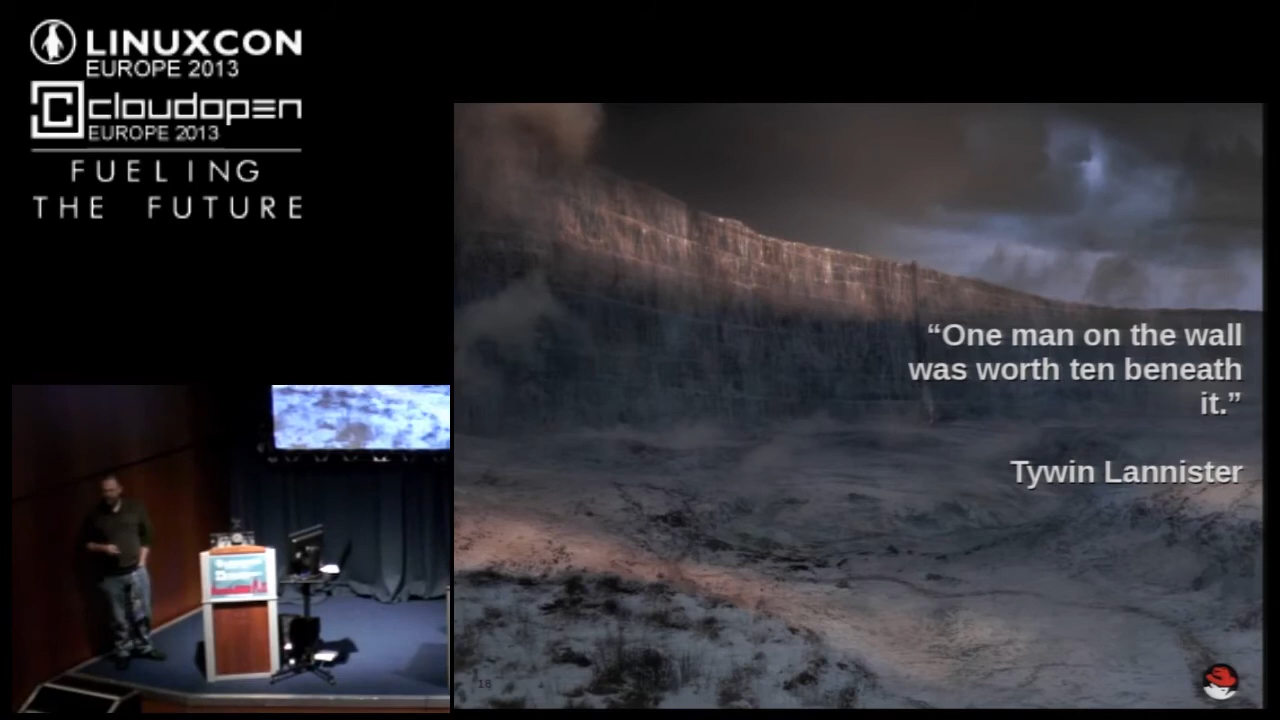 LINUXCON
EUROPE 2013
cloudopen
EUROPE 2013
FUELING
THE FUTURE
“One man on the wall
was worth ten beneath
it.”
Tywin Lannister
16